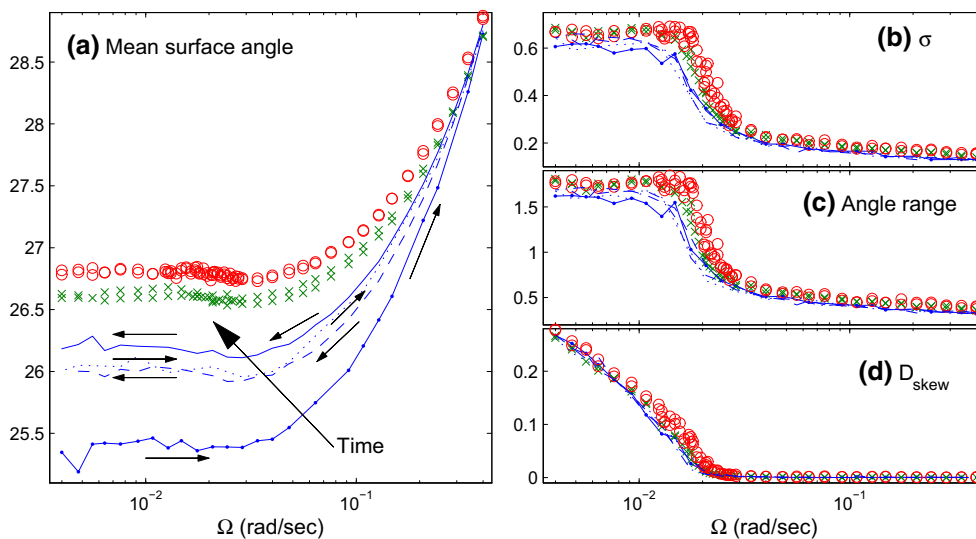 (a) Mean surface angle
28.5
28
27.5
27
26.5
26
25.5
Time
10⁻²
10⁻¹
Ω (rad/sec)
(b) σ
0.6
0.4
0.2
(c) Angle range
1.5
1
0.5
(d) D_skew
0.2
0.1
0
10⁻²
10⁻¹
Ω (rad/sec)